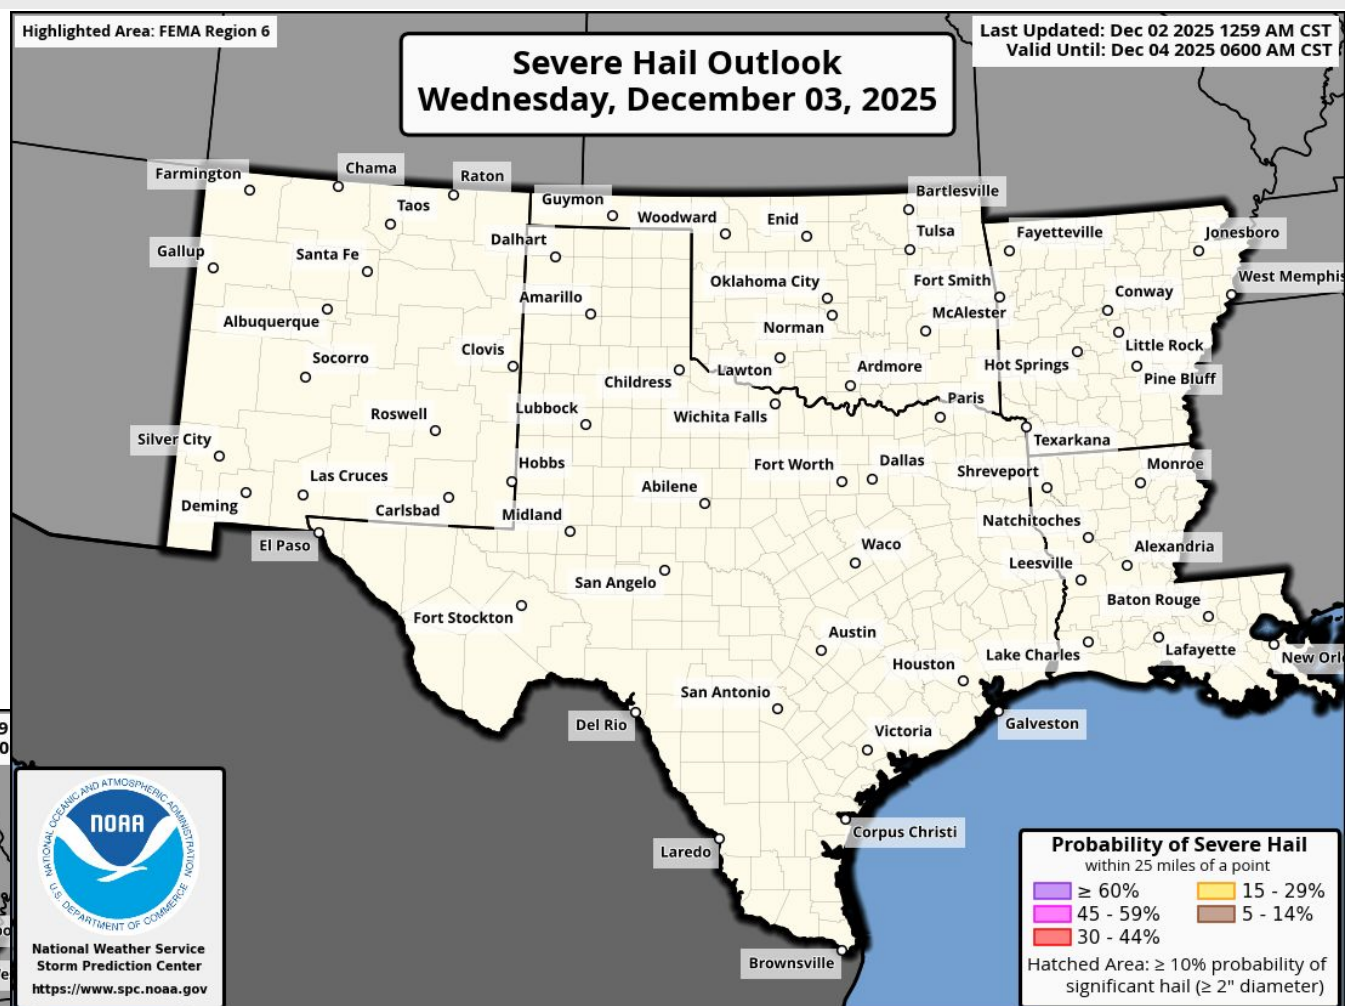 Highlighted Area: FEMA Region 6
Severe Hail Outlook
Wednesday, December 03, 2025
Last Updated: Dec 02 2025 1259 AM CST
Valid Until: Dec 04 2025 0600 AM CST
Farmington
Chama
Raton
Taos
Guymon
Woodward
Enid
Bartlesville
Tulsa
Fayetteville
Jonesboro
Gallup
Santa Fe
Dalhart
Oklahoma City
Fort Smith
Conway
West Memphis
Albuquerque
Amarillo
Norman
McAlester
Little Rock
Socorro
Clovis
Childress
Lawton
Ardmore
Hot Springs
Pine Bluff
Roswell
Lubbock
Wichita Falls
Paris
Texarkana
Silver City
Las Cruces
Hobbs
Abilene
Fort Worth
Dallas
Shreveport
Monroe
Deming
Carlsbad
Midland
Natchitoches
El Paso
San Angelo
Waco
Leesville
Alexandria
Fort Stockton
Austin
Baton Rouge
Houston
Lake Charles
Lafayette
New Orl
Del Rio
San Antonio
Victoria
Galveston
Laredo
Corpus Christi
Brownsville
9
0
NATIONAL OCEANIC AND ATMOSPHERIC ADMINISTRATION
NOAA
U.S. DEPARTMENT OF COMMERCE
National Weather Service
Storm Prediction Center
https://www.spc.noaa.gov
Probability of Severe Hail
within 25 miles of a point
≥ 60%
15 - 29%
45 - 59%
5 - 14%
30 - 44%
Hatched Area: ≥ 10% probability of
significant hail (≥ 2" diameter)